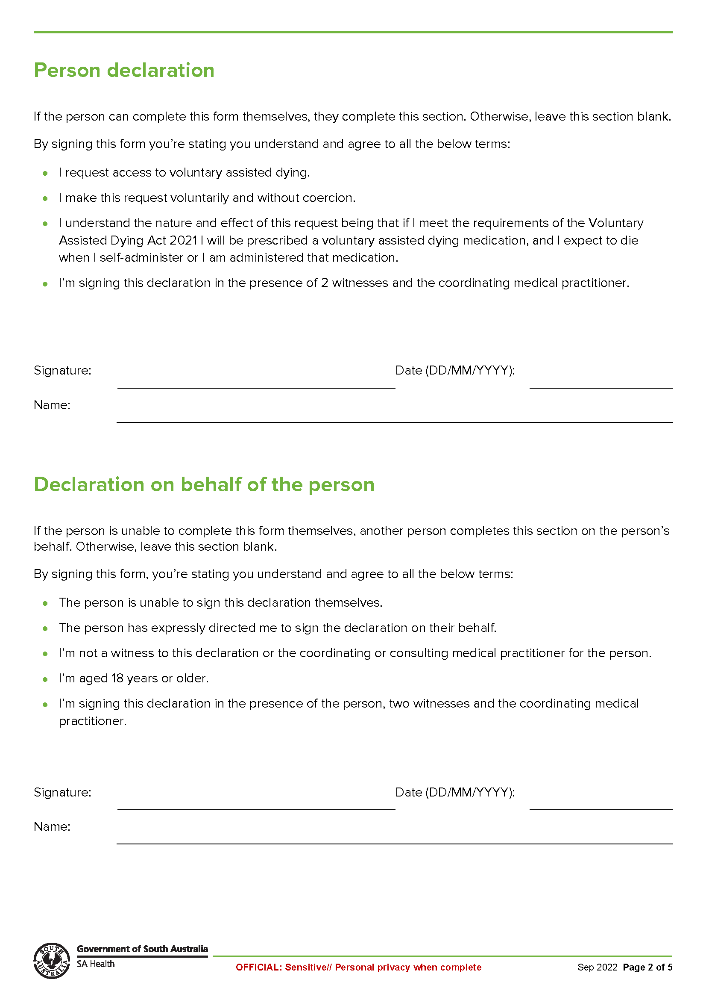 Person declaration
If the person can complete this form themselves, they complete this section. Otherwise, leave this section blank.
By signing this form you’re stating you understand and agree to all the below terms:
• I request access to voluntary assisted dying.
• I make this request voluntarily and without coercion.
• I understand the nature and effect of this request being that if I meet the requirements of the Voluntary
Assisted Dying Act 2021 I will be prescribed a voluntary assisted dying medication, and I expect to die
when I self-administer or I am administered that medication.
• I’m signing this declaration in the presence of 2 witnesses and the coordinating medical practitioner.
Signature: Date (DD/MM/YYYY):
Name:
Declaration on behalf of the person
If the person is unable to complete this form themselves, another person completes this section on the person’s
behalf. Otherwise, leave this section blank.
By signing this form, you’re stating you understand and agree to all the below terms:
• The person is unable to sign this declaration themselves.
• The person has expressly directed me to sign the declaration on their behalf.
• I’m not a witness to this declaration or the coordinating or consulting medical practitioner for the person.
• I’m aged 18 years or older.
• I’m signing this declaration in the presence of the person, two witnesses and the coordinating medical
practitioner.
Signature: Date (DD/MM/YYYY):
Name:
SOUTH AUSTRALIA
Government of South Australia
SA Health
OFFICIAL: Sensitive// Personal privacy when complete
Sep 2022 Page 2 of 5